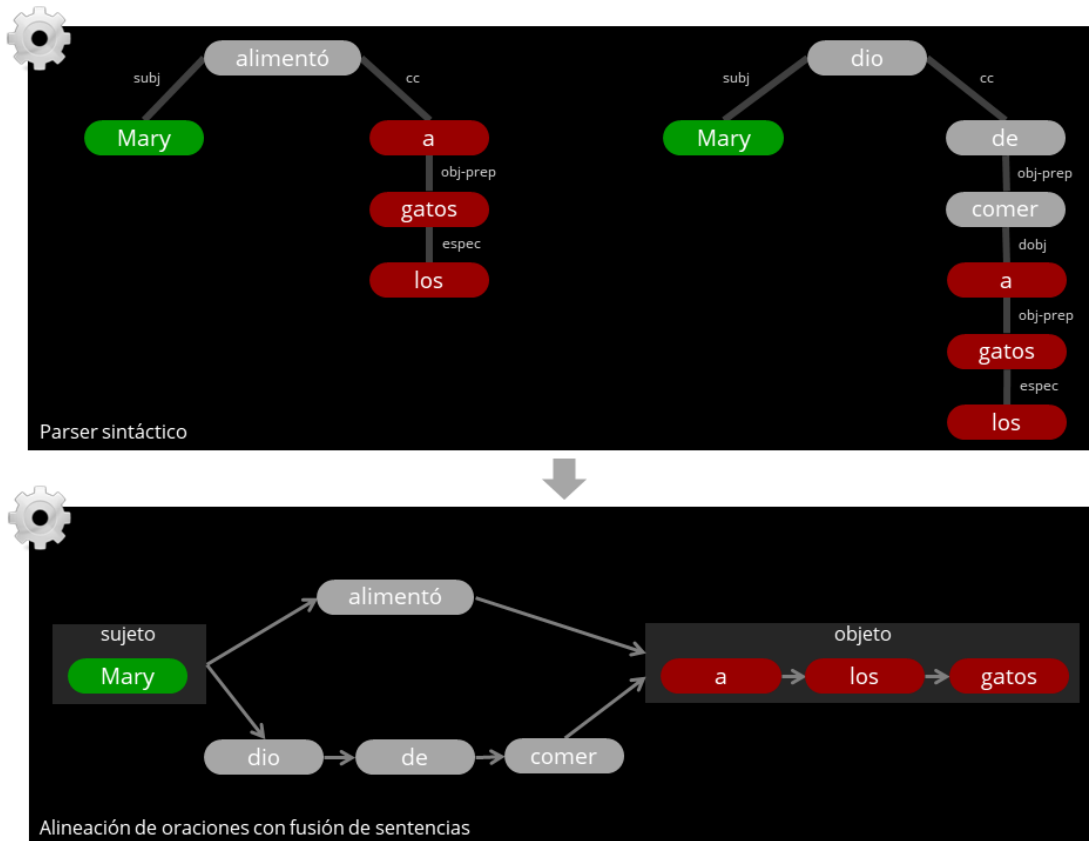 alimentó
dio
subj
cc
subj
cc
Mary
a
Mary
de
obj-prep
obj-prep
gatos
comer
espec
dobj
los
a
obj-prep
gatos
espec
los
Parser sintáctico
alimentó
sujeto
objeto
Mary
a los gatos
dio de comer
Alineación de oraciones con fusión de sentencias